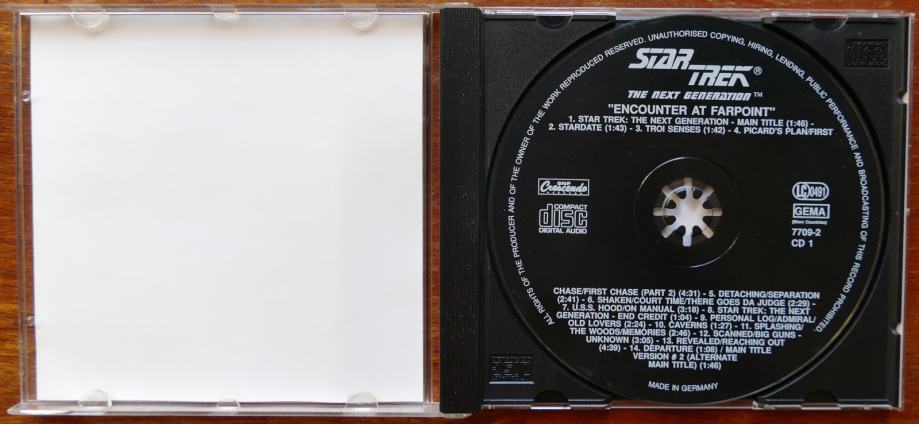 ALL RIGHTS OF THE PRODUCER AND OF THE OWNER OF THE WORK REPRODUCED RESERVED. UNAUTHORISED COPYING, HIRING, LENDING, PUBLIC PERFORMANCE AND BROADCASTING OF THIS RECORD PROHIBITED.
STAR
TREK®
THE NEXT GENERATION™
"ENCOUNTER AT FARPOINT"
1. STAR TREK: THE NEXT GENERATION - MAIN TITLE (1:46) -
2. STARDATE (1:43) - 3. TROI SENSES (1:42) - 4. PICARD'S PLAN/FIRST
GNP
Crescendo
RECORDS
COMPACT
disc
DIGITAL AUDIO
LC 0491
GEMA
(Biem Countries)
7709-2
CD 1
CHASE/FIRST CHASE (PART 2) (4:31) - 5. DETACHING/SEPARATION
(2:41) - 6. SHAKEN/COURT TIME/THERE GOES DA JUDGE (2:29) -
7. U.S.S. HOOD/ON MANUAL (3:18) - 8. STAR TREK: THE NEXT
GENERATION - END CREDIT (1:04) - 9. PERSONAL LOG/ADMIRAL/
OLD LOVERS (2:24) - 10. CAVERNS (1:27) - 11. SPLASHING/
THE WOODS/MEMORIES (2:46) - 12. SCANNED/BIG GUNS -
UNKNOWN (3:05) - 13. REVEALED/REACHING OUT
(4:39) - 14. DEPARTURE (1:08) / MAIN TITLE
VERSION # 2 (ALTERNATE
MAIN TITLE) (1:46)
MADE IN GERMANY